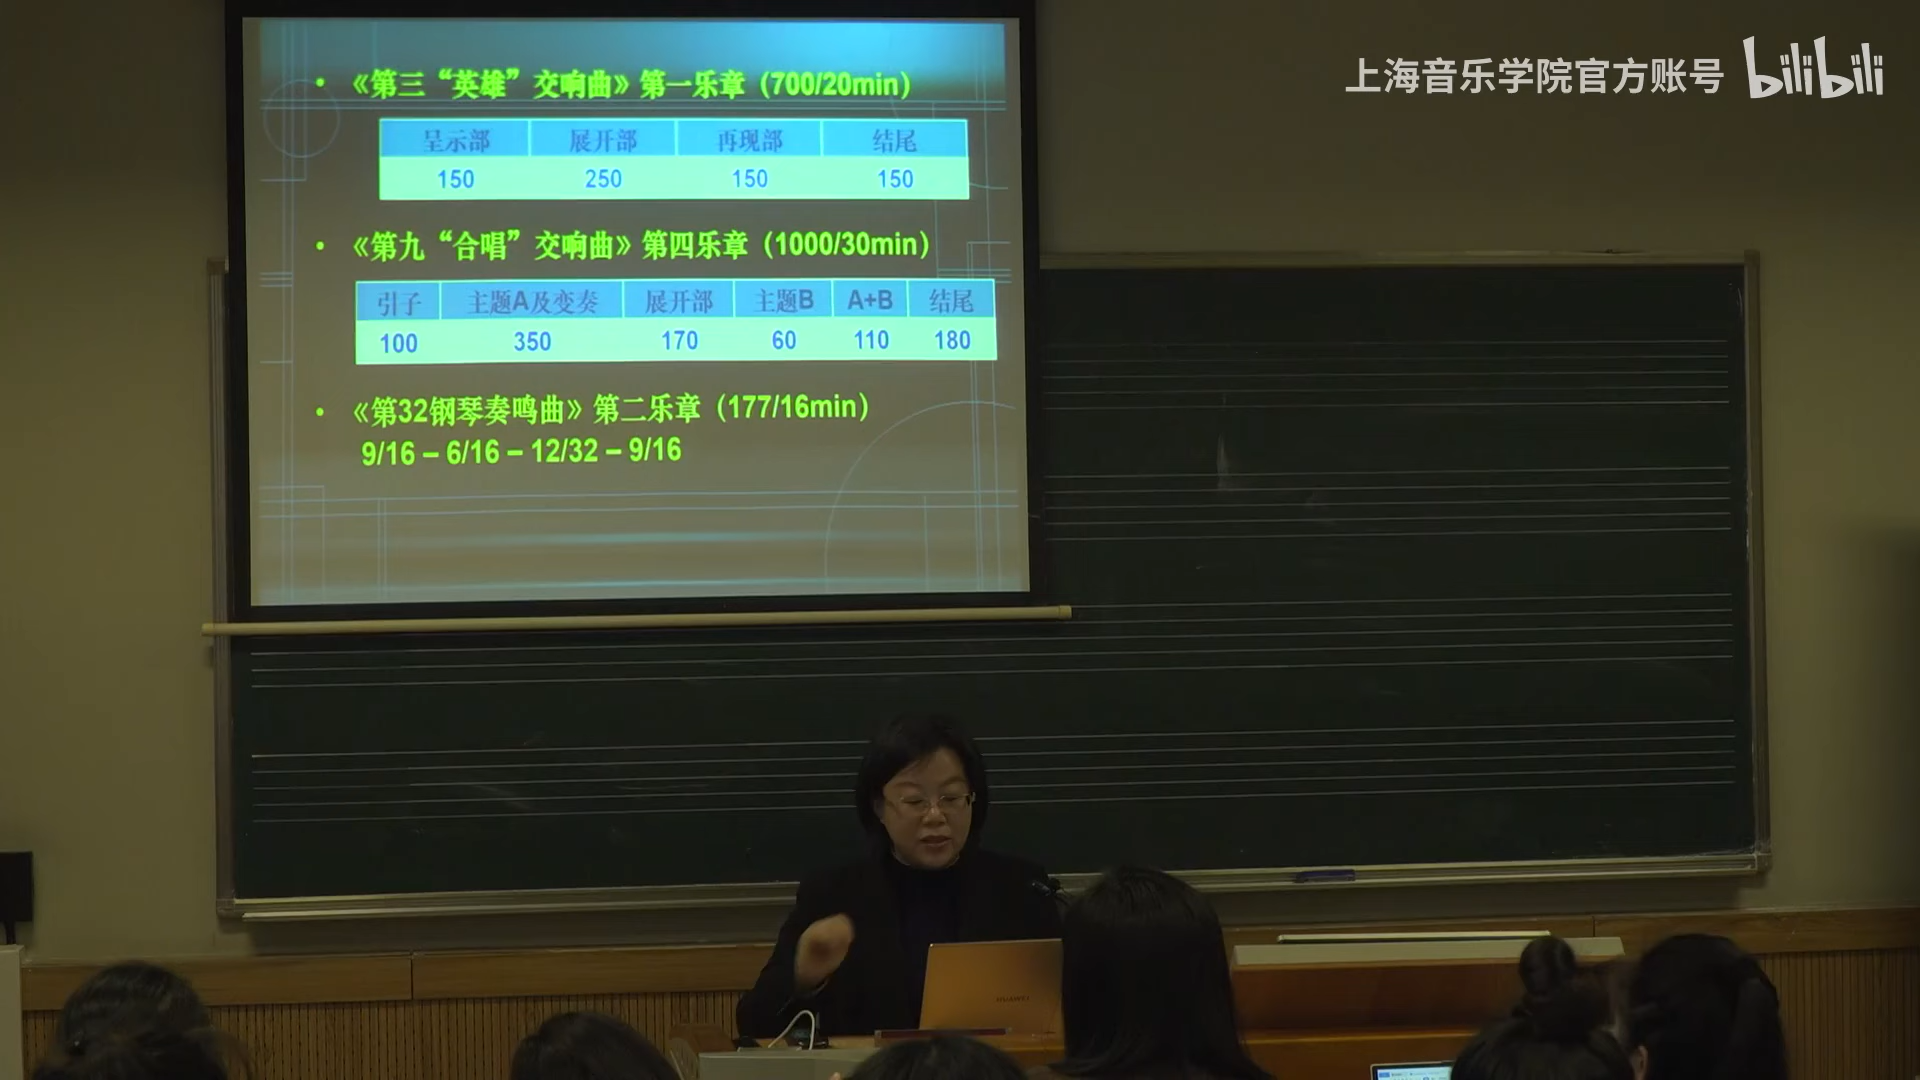 上海音乐学院官方账号 bilibili
• 《第三“英雄”交响曲》第一乐章（700/20min）
呈示部 展开部 再现部 结尾
150 250 150 150
• 《第九“合唱”交响曲》第四乐章（1000/30min）
引子 主题A及变奏 展开部 主题B A+B 结尾
100 350 170 60 110 180
• 《第32钢琴奏鸣曲》第二乐章（177/16min）
9/16 – 6/16 – 12/32 – 9/16
HUAWEI